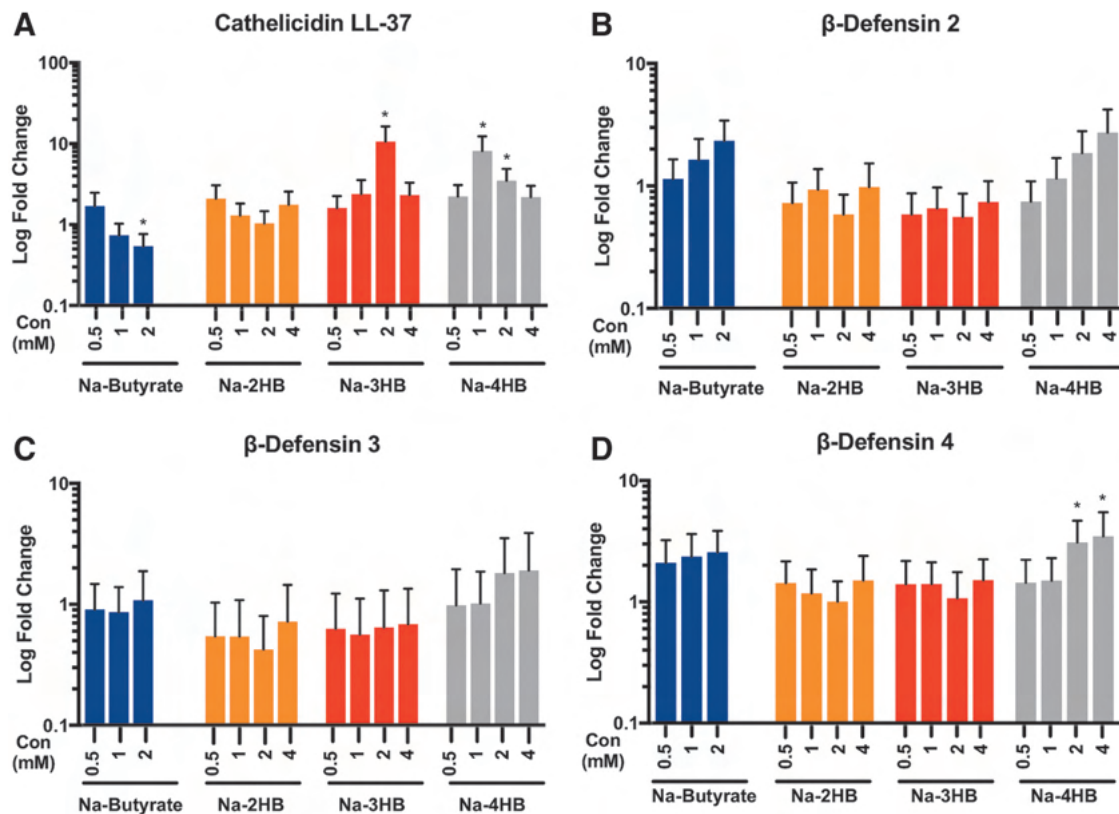 A
Cathelicidin LL-37
Log Fold Change
100
10
1
0.1
* * * *
Con
(mM)
0.5 1 2 0.5 1 2 4 0.5 1 2 4 0.5 1 2 4
Na-Butyrate Na-2HB Na-3HB Na-4HB
B
β-Defensin 2
Log Fold Change
10
1
0.1
Con
(mM)
0.5 1 2 0.5 1 2 4 0.5 1 2 4 0.5 1 2 4
Na-Butyrate Na-2HB Na-3HB Na-4HB
C
β-Defensin 3
Log Fold Change
10
1
0.1
Con
(mM)
0.5 1 2 0.5 1 2 4 0.5 1 2 4 0.5 1 2 4
Na-Butyrate Na-2HB Na-3HB Na-4HB
D
β-Defensin 4
Log Fold Change
10
1
0.1
* *
Con
(mM)
0.5 1 2 0.5 1 2 4 0.5 1 2 4 0.5 1 2 4
Na-Butyrate Na-2HB Na-3HB Na-4HB